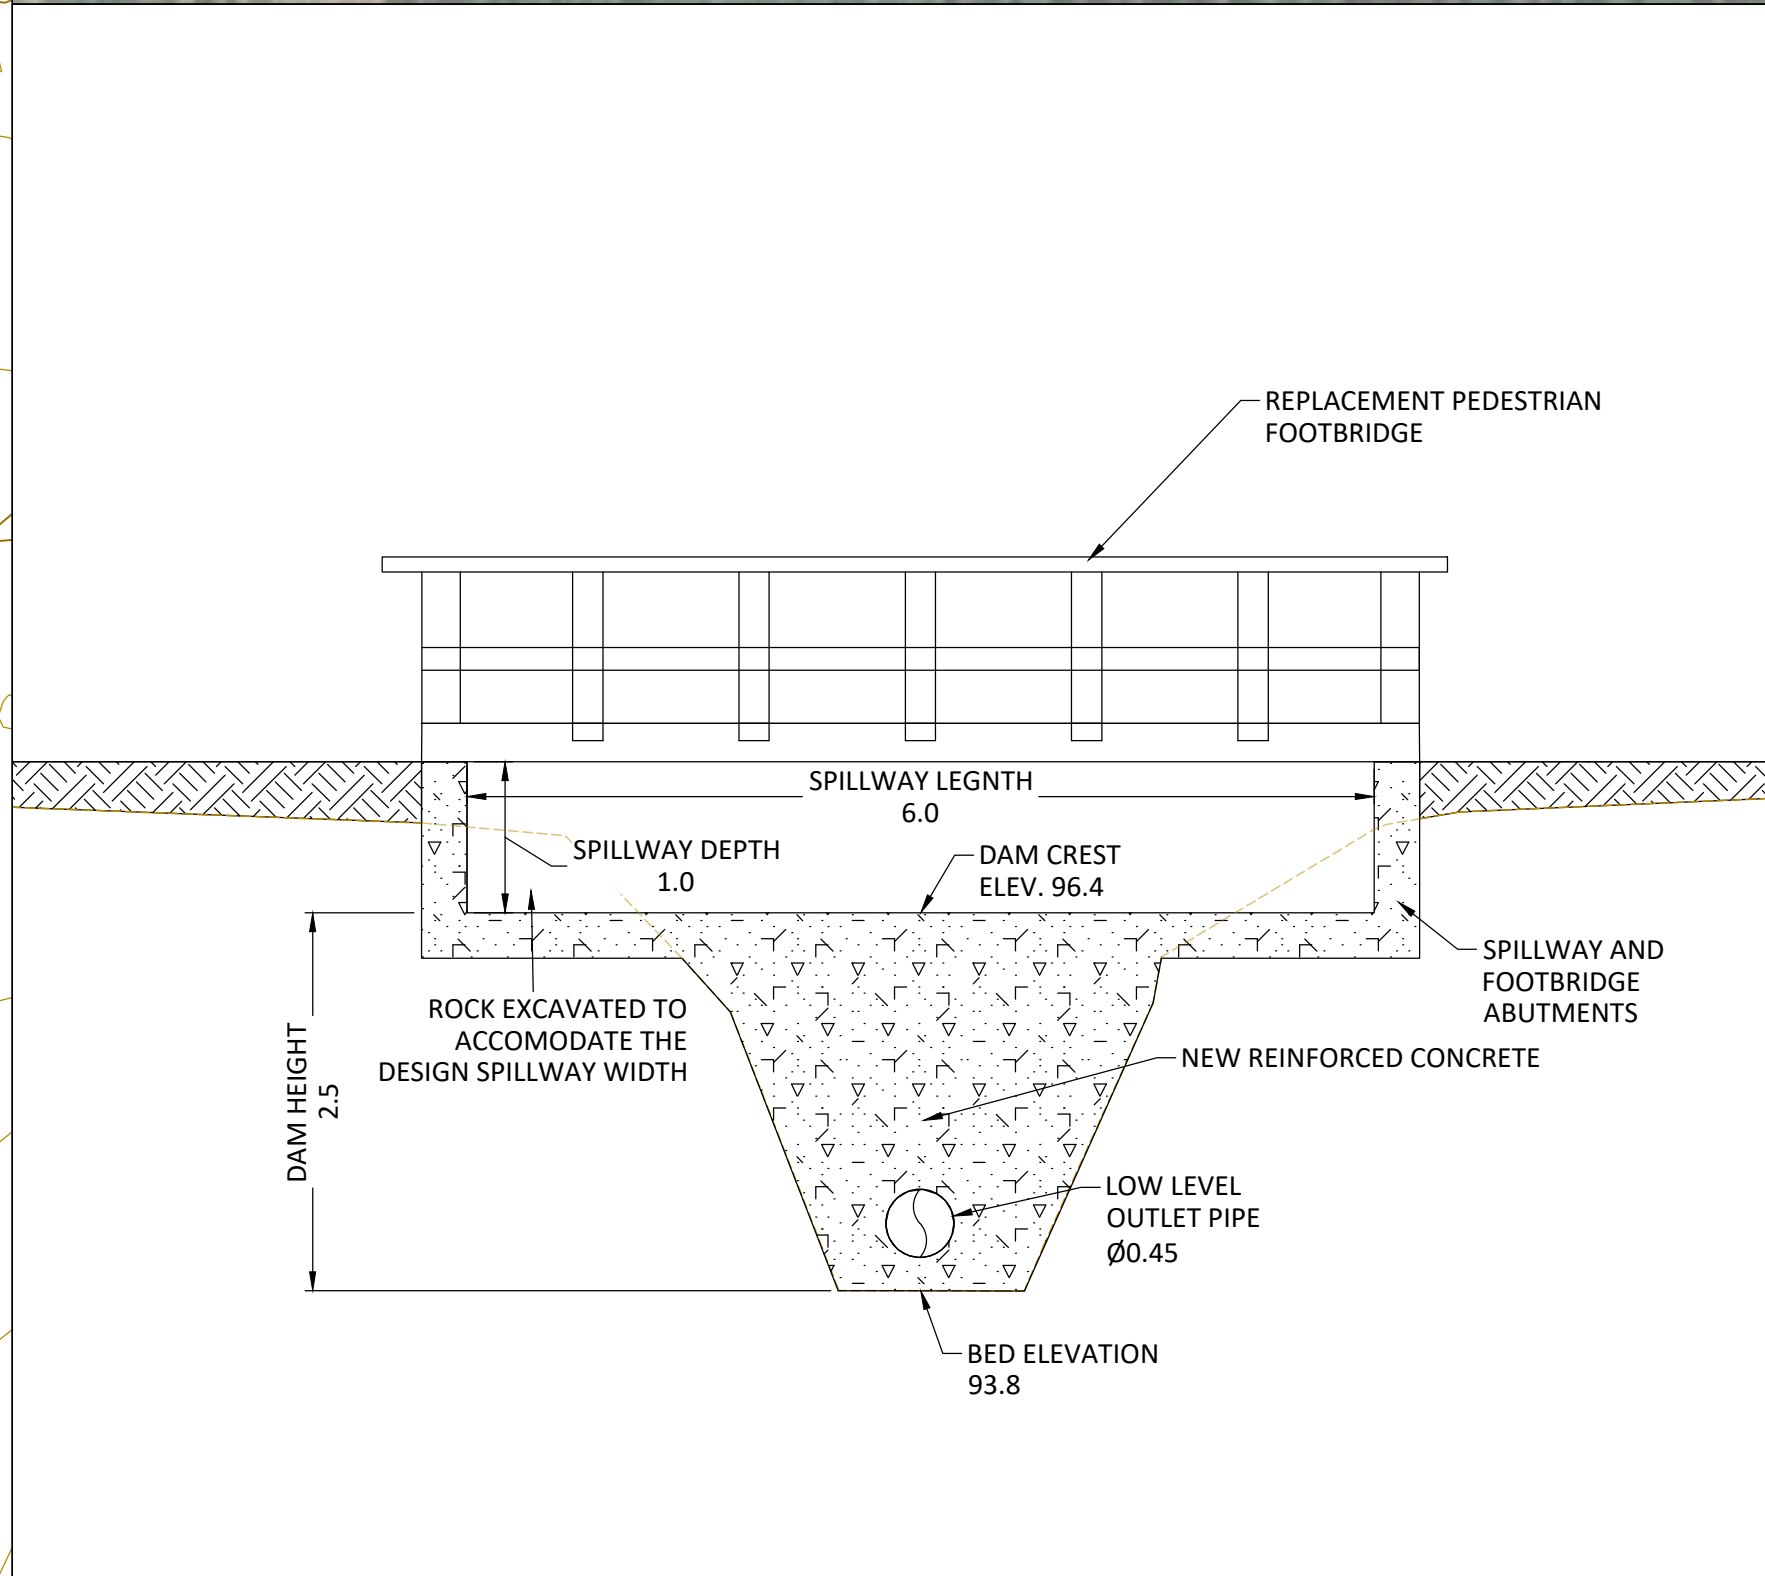 REPLACEMENT PEDESTRIAN
FOOTBRIDGE
SPILLWAY LEGNTH
6.0
SPILLWAY DEPTH
1.0
DAM CREST
ELEV. 96.4
SPILLWAY AND
FOOTBRIDGE
ABUTMENTS
ROCK EXCAVATED TO
ACCOMODATE THE
DESIGN SPILLWAY WIDTH
NEW REINFORCED CONCRETE
DAM HEIGHT
2.5
LOW LEVEL
OUTLET PIPE
Ø0.45
BED ELEVATION
93.8